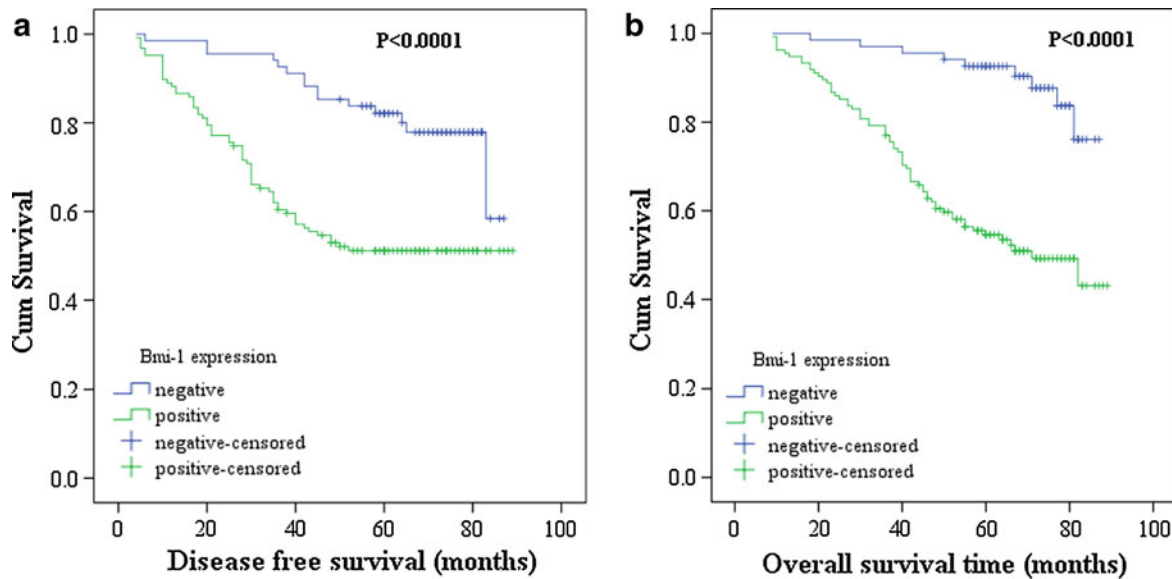 a
P<0.0001
Cum Survival
1.0
0.8
0.6
0.4
0.2
0.0
Bmi-1 expression
negative
positive
negative-censored
positive-censored
0 20 40 60 80 100
Disease free survival (months)
b
P<0.0001
Cum Survival
1.0
0.8
0.6
0.4
0.2
0.0
Bmi-1 expression
negative
positive
negative-censored
positive-censored
0 20 40 60 80 100
Overall survival time (months)